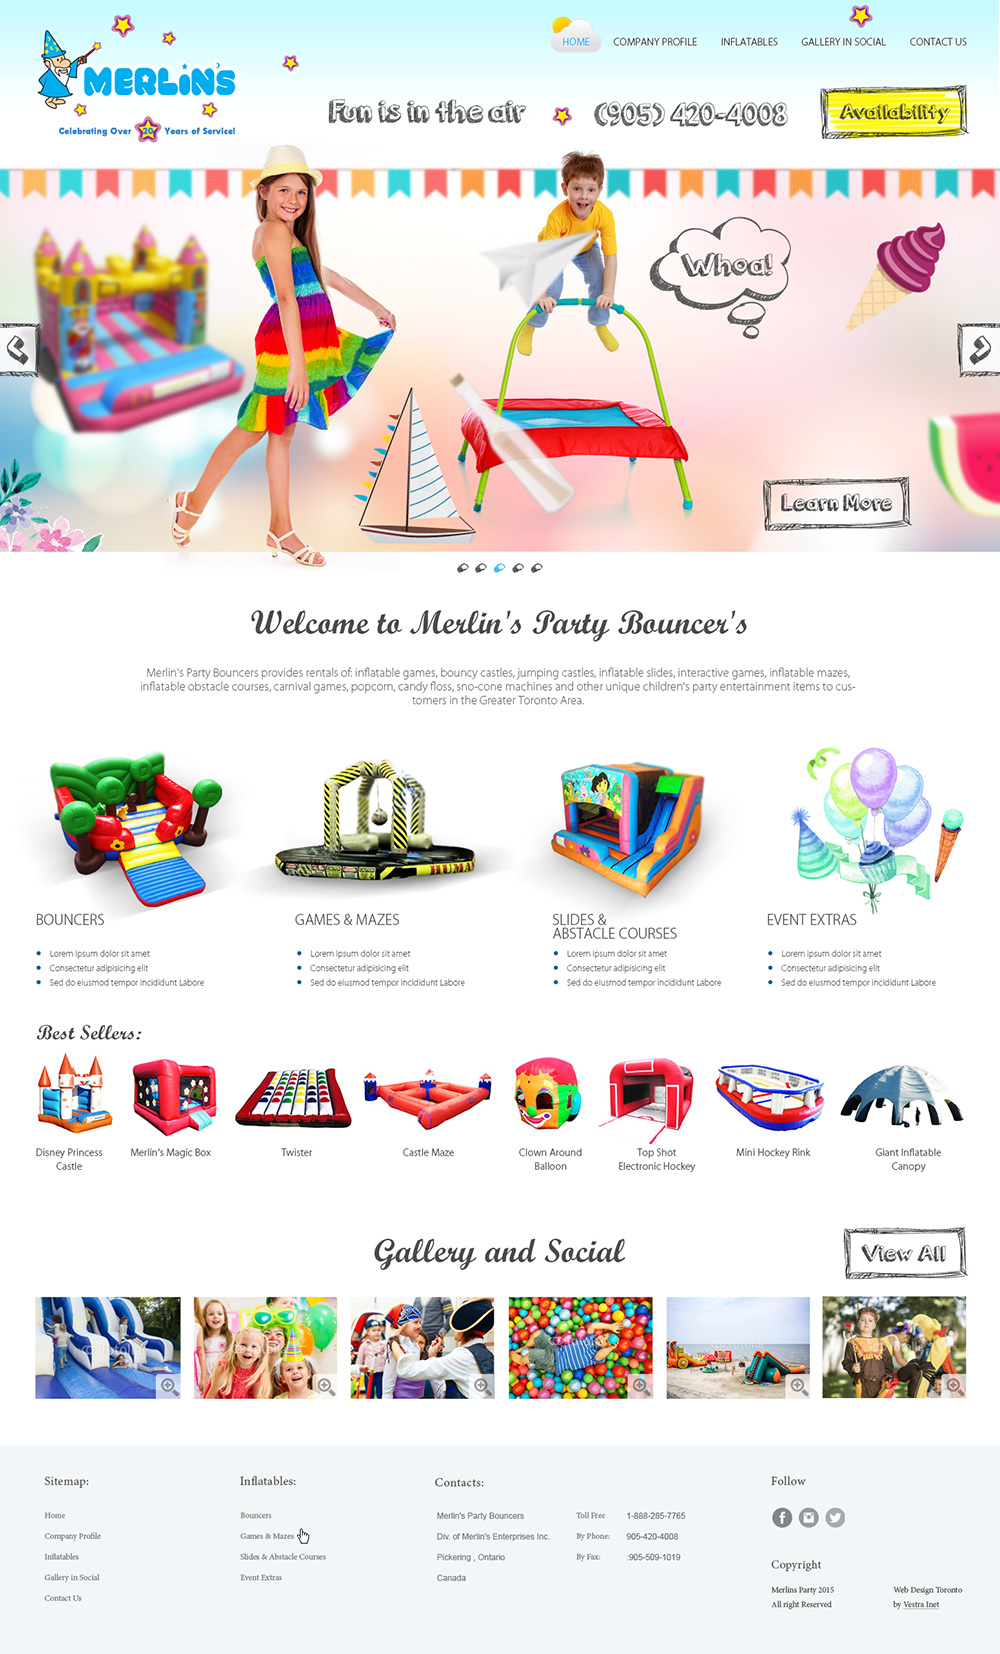 HOME COMPANY PROFILE INFLATABLES GALLERY IN SOCIAL CONTACT US
MERLIN'S
Celebrating Over 20 Years of Service!
Fun is in the air (905) 420-4008 Availability
Whoa!
Learn More
Welcome to Merlin's Party Bouncer's
Merlin's Party Bouncers provides rentals of: inflatable games, bouncy castles, jumping castles, inflatable slides, interactive games, inflatable mazes,
inflatable obstacle courses, carnival games, popcorn, candy floss, sno-cone machines and other unique children's party entertainment items to cus-
tomers in the Greater Toronto Area.
BOUNCERS
Lorem ipsum dolor sit amet
Consectetur adipisicing elit
Sed do eiusmod tempor incididunt Labore
HUMA
GAMES & MAZES
Lorem ipsum dolor sit amet
Consectetur adipisicing elit
Sed do eiusmod tempor incididunt Labore
SLIDES &
ABSTACLE COURSES
Lorem ipsum dolor sit amet
Consectetur adipisicing elit
Sed do eiusmod tempor incididunt Labore
EVENT EXTRAS
Lorem ipsum dolor sit amet
Consectetur adipisicing elit
Sed do eiusmod tempor incididunt Labore
Best Sellers:
Disney Princess
Castle
Merlin's Magic Box
Twister
Castle Maze
Clown Around
Balloon
Top Shot
Electronic Hockey
Mini Hockey Rink
Giant Inflatable
Canopy
Gallery and Social
View All
Sitemap:
Home
Company Profile
Inflatables
Gallery in Social
Contact Us
Inflatables:
Bouncers
Games & Mazes
Slides & Abstacle Courses
Event Extras
Contacts:
Merlin's Party Bouncers
Div. of Merlin's Enterprises Inc.
Pickering , Ontario
Canada
Toll Free 1-888-285-7765
By Phone: 905-420-4008
By Fax: :905-509-1019
Follow
Copyright
Merlins Party 2015
All right Reserved
Web Design Toronto
by Vestra Inet